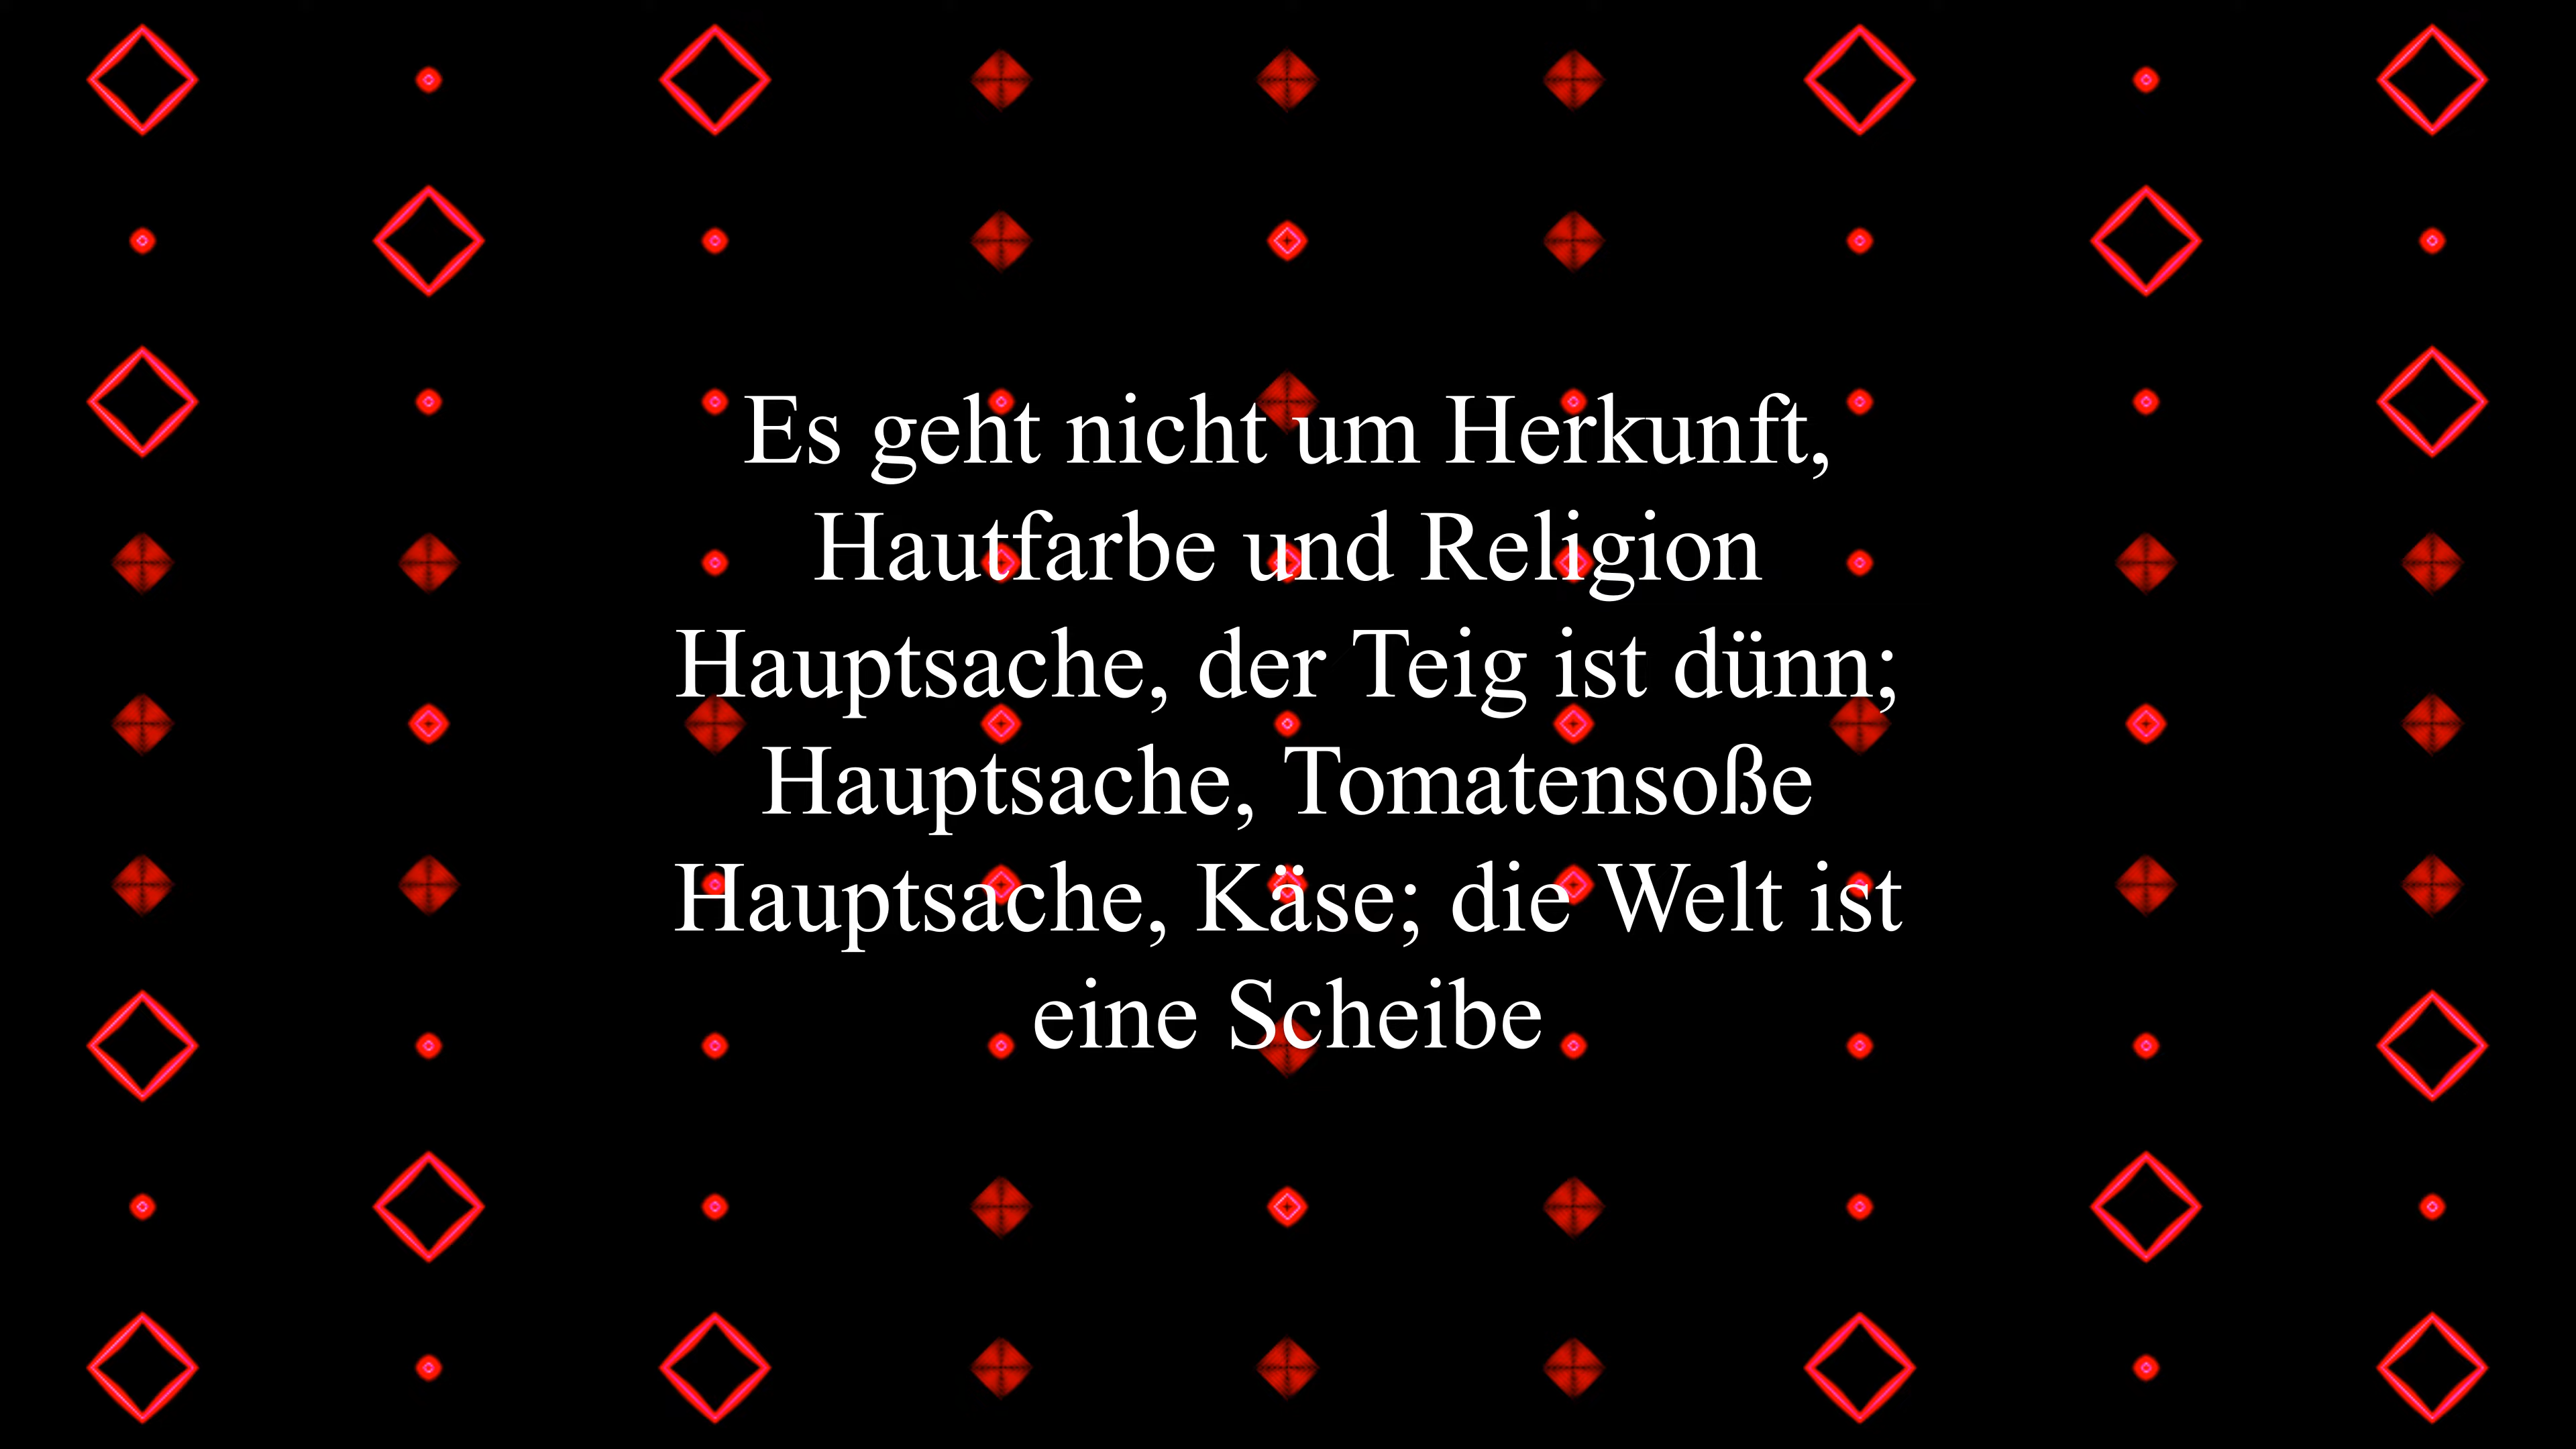 Es geht nicht um Herkunft,
Hautfarbe und Religion
Hauptsache, der Teig ist dünn;
Hauptsache, Tomatensoße
Hauptsache, Käse; die Welt ist
eine Scheibe